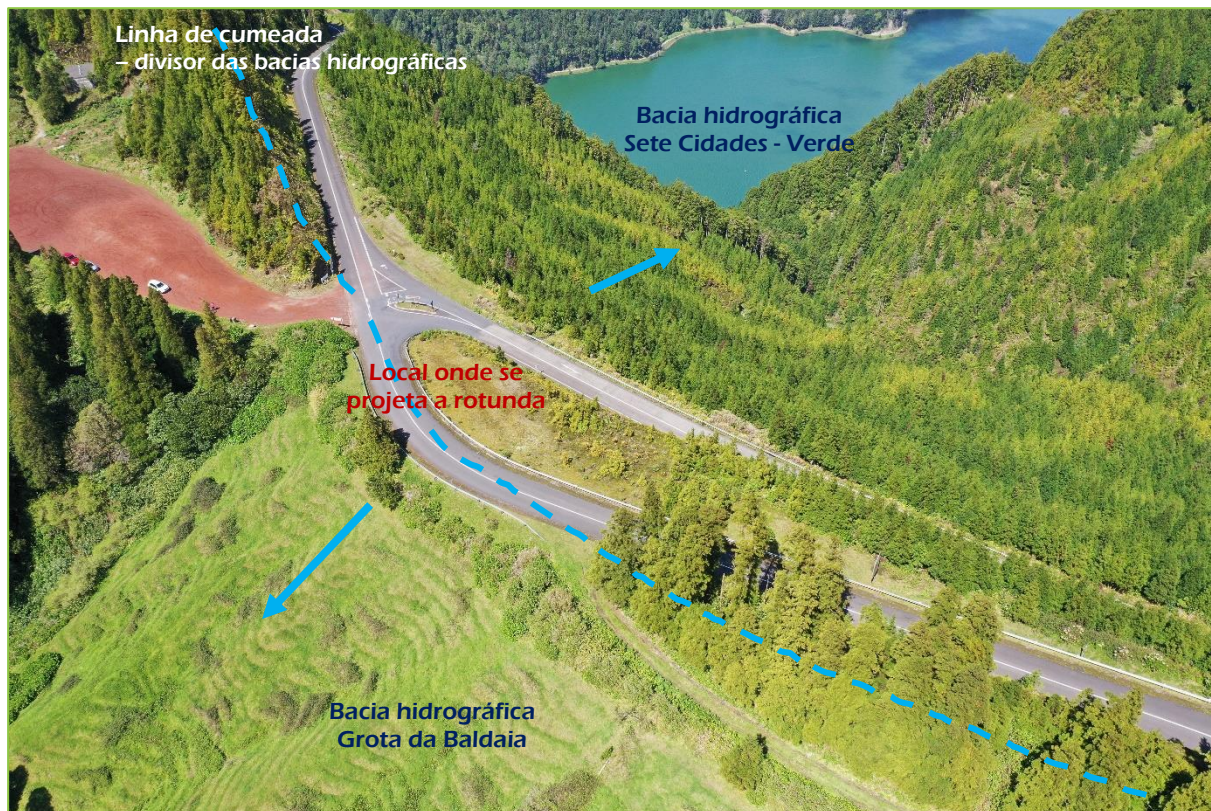 Linha de cumeada
– divisor das bacias hidrográficas
Bacia hidrográfica
Sete Cidades - Verde
Local onde se
projeta a rotunda
Bacia hidrográfica
Grota da Baldaia